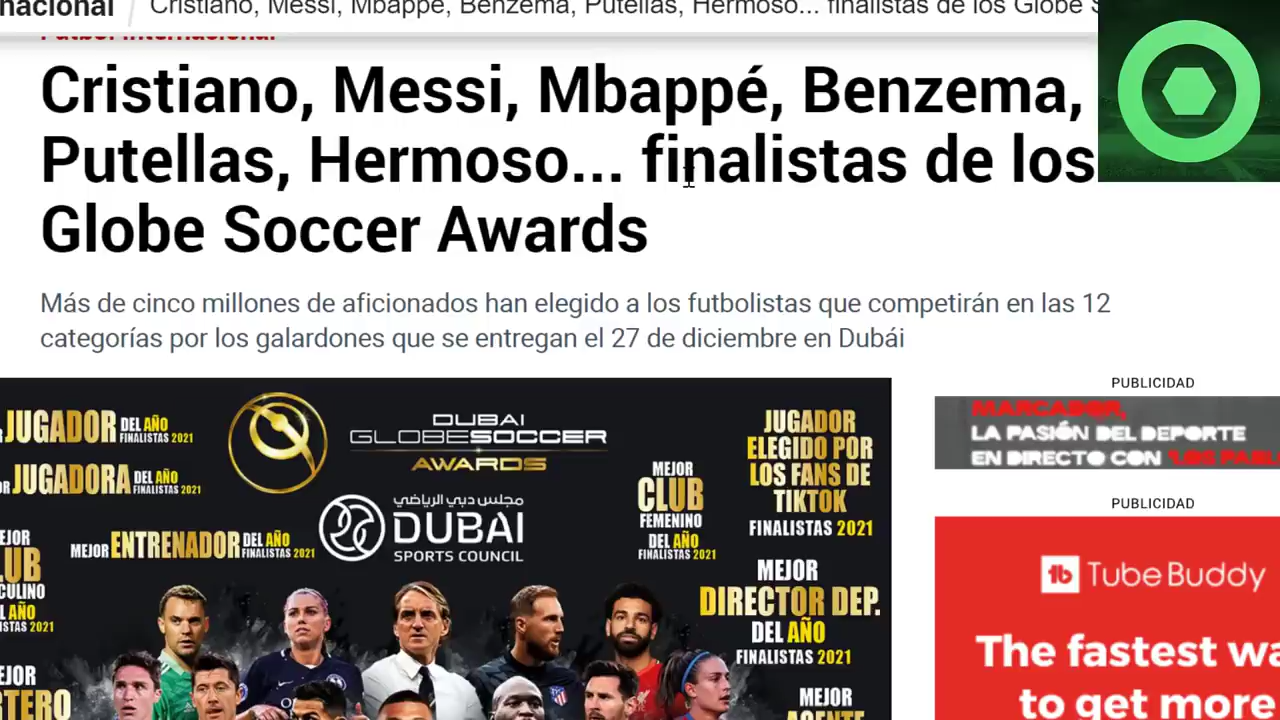 nacional / Cristiano, Messi, Mbappé, Benzema, Putellas, Hermoso... finalistas de los Globe
Fútbol Internacional
Cristiano, Messi, Mbappé, Benzema,
Putellas, Hermoso... finalistas de los
Globe Soccer Awards
Más de cinco millones de aficionados han elegido a los futbolistas que competirán en las 12
categorías por los galardones que se entregan el 27 de diciembre en Dubái
JUGADOR DEL AÑO
FINALISTAS 2021
JUGADORA DEL AÑO
FINALISTAS 2021
MEJOR ENTRENADOR DEL AÑO
FINALISTAS 2021
DUBAI
GLOBESOCCER
AWARDS
مجلس دبي الرياضي
DUBAI
SPORTS COUNCIL
MEJOR
CLUB
FEMENINO
DEL AÑO
FINALISTAS 2021
JUGADOR
ELEGIDO POR
LOS FANS DE
TIKTOK
FINALISTAS 2021
MEJOR
DIRECTOR DEP.
DEL AÑO
FINALISTAS 2021
MEJOR
AGENTE
PUBLICIDAD
MARCADOR,
LA PASIÓN DEL DEPORTE
EN DIRECTO CON
PUBLICIDAD
tb TubeBuddy
The fastest
to get more